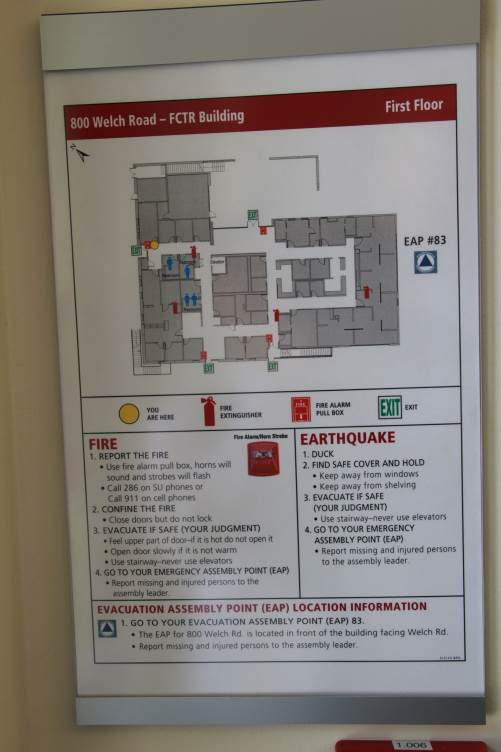 800 Welch Road – FCTR Building
First Floor
N
EXIT
EXIT
EAP #83
EXIT
EXIT
YOU
ARE HERE
FIRE
EXTINGUISHER
FIRE
FIRE ALARM
PULL BOX
EXIT
EXIT
FIRE
1. REPORT THE FIRE
• Use fire alarm pull box, horns will
sound and strobes will flash
• Call 286 on SU phones or
Call 911 on cell phones
2. CONFINE THE FIRE
• Close doors but do not lock
3. EVACUATE IF SAFE (YOUR JUDGMENT)
• Feel upper part of door–if it is hot do not open it
• Open door slowly if it is not warm
• Use stairway–never use elevators
4. GO TO YOUR EMERGENCY ASSEMBLY POINT (EAP)
• Report missing and injured persons to the
assembly leader.
Fire Alarm/Horn Strobe
EARTHQUAKE
1. DUCK
2. FIND SAFE COVER AND HOLD
• Keep away from windows
• Keep away from shelving
3. EVACUATE IF SAFE
(YOUR JUDGMENT)
• Use stairway–never use elevators
4. GO TO YOUR EMERGENCY
ASSEMBLY POINT (EAP)
• Report missing and injured persons
to the assembly leader.
EVACUATION ASSEMBLY POINT (EAP) LOCATION INFORMATION
1. GO TO YOUR EVACUATION ASSEMBLY POINT (EAP) 83.
• The EAP for 800 Welch Rd. is located in front of the building facing Welch Rd.
• Report missing and injured persons to the assembly leader.
1.006